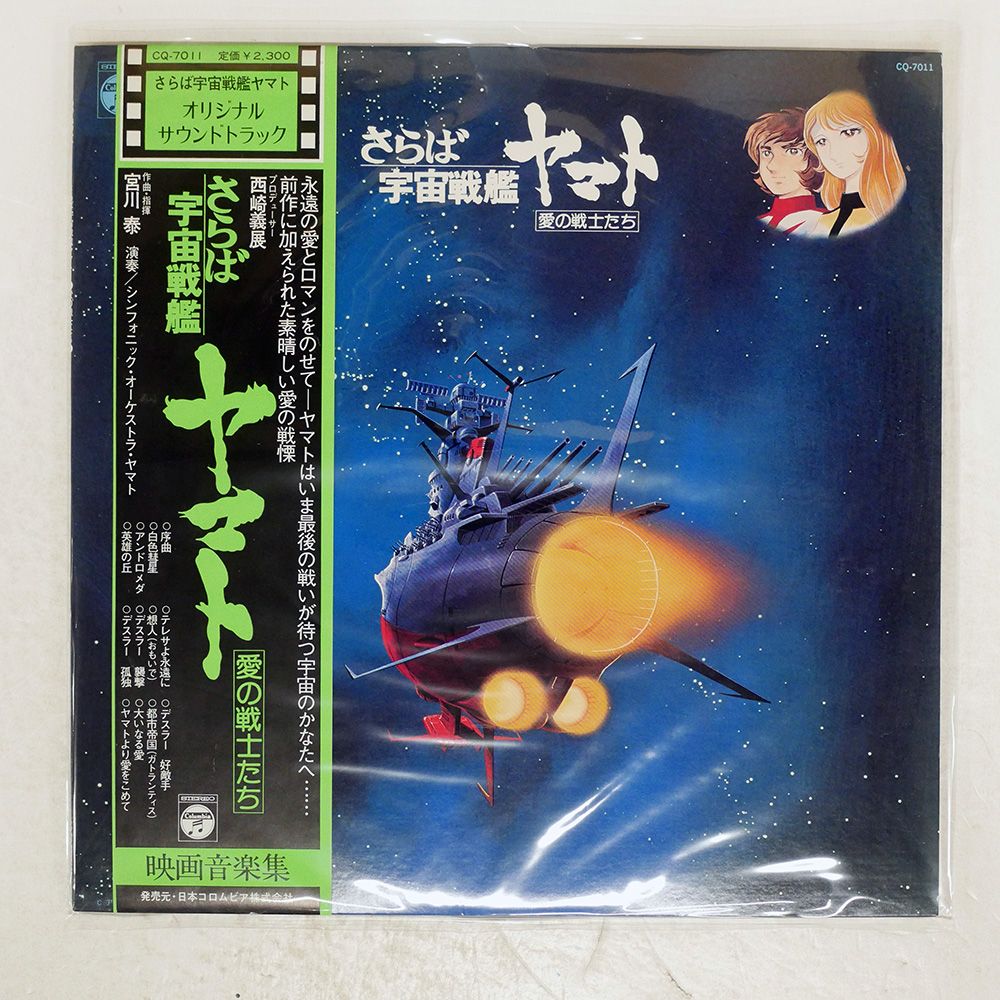 CQ-7011 定価¥2,300
さらば宇宙戦艦ヤマト
オリジナル
サウンドトラック
永遠の愛とロマンをのせて—ヤマトはいま最後の戦いが待つ宇宙のかなたへ……
前作に加えられた素晴しい愛の戦慄
プロデューサー
西崎義展
さらば
宇宙戦艦
ヤマト
愛の戦士たち
作曲・指揮
宮川 泰 演奏/シンフォニック・オーケストラ・ヤマト
○序曲
○白色彗星
○アンドロメダ
○英雄の丘
○テレサよ永遠に
○想人(おもいで)
○デスラー 襲撃
○デスラー 孤独
○デスラー 好敵手
○都市帝国(ガトランティス)
○大いなる愛
○ヤマトより愛をこめて
STEREO
Columbia
映画音楽集
発売元・日本コロムビア株式会社
CQ-7011
さらば
宇宙戦艦
ヤマト
愛の戦士たち